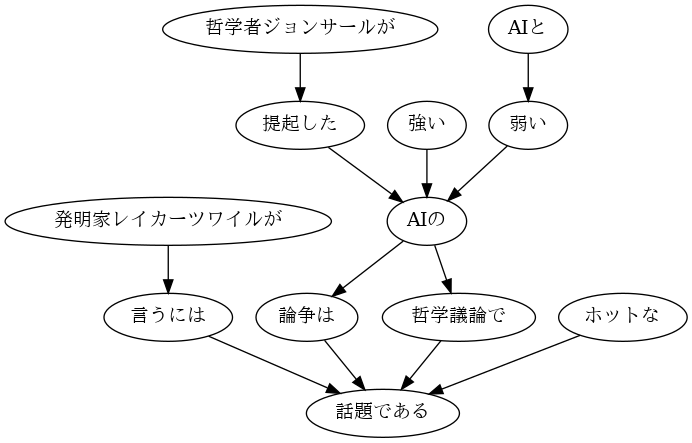 哲学者ジョンサールが
AIと
提起した
強い
弱い
発明家レイカーツワイルが
AIの
言うには
論争は
哲学議論で
ホットな
話題である